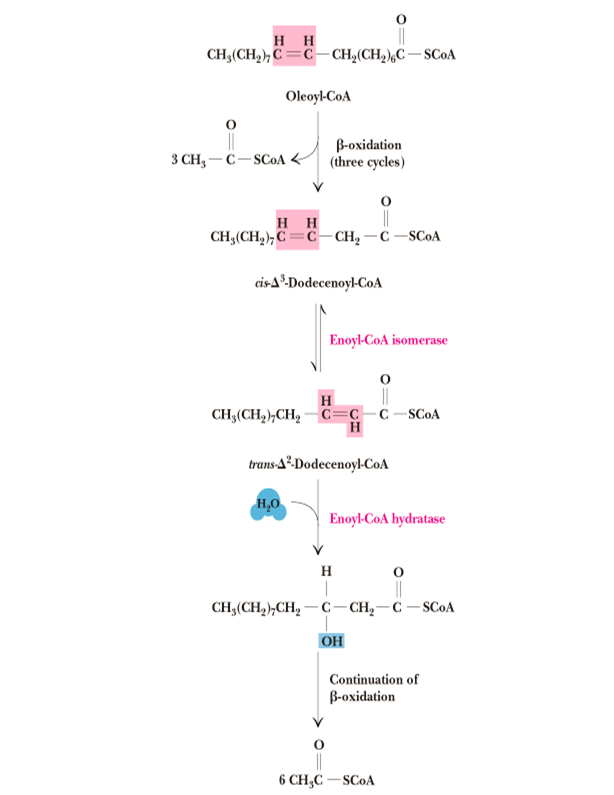 O
H H
CH₃(CH₂)₇C=C—CH₂(CH₂)₆C—SCoA
Oleoyl-CoA
O
3 CH₃—C—SCoA
β-oxidation
(three cycles)
O
H H
CH₃(CH₂)₇C=C—CH₂—C—SCoA
cis-Δ³-Dodecenoyl-CoA
Enoyl-CoA isomerase
O
H
CH₃(CH₂)₇CH₂—C=C—C—SCoA
H
trans-Δ²-Dodecenoyl-CoA
H₂O
Enoyl-CoA hydratase
H O
CH₃(CH₂)₇CH₂—C—CH₂—C—SCoA
OH
Continuation of
β-oxidation
O
6 CH₃C—SCoA